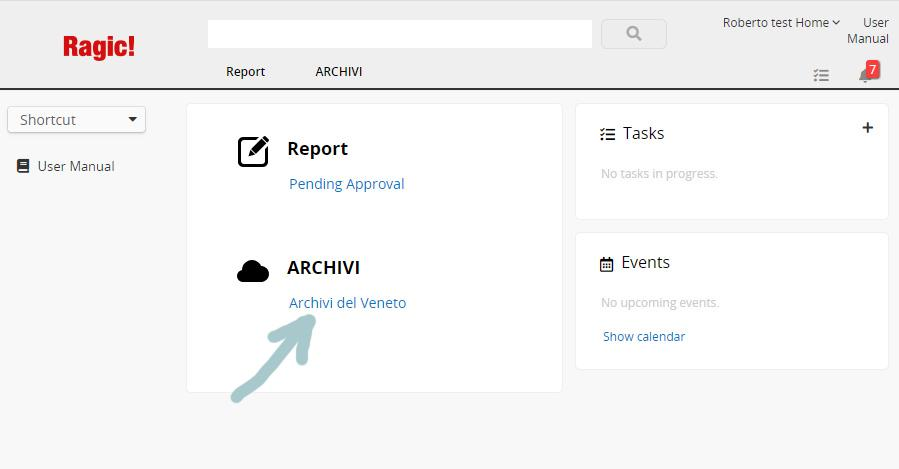 Ragic!
Roberto test Home
User
Manual
Report
ARCHIVI
7
Shortcut
User Manual
Report
Pending Approval
ARCHIVI
Archivi del Veneto
Tasks
+
No tasks in progress.
Events
No upcoming events.
Show calendar